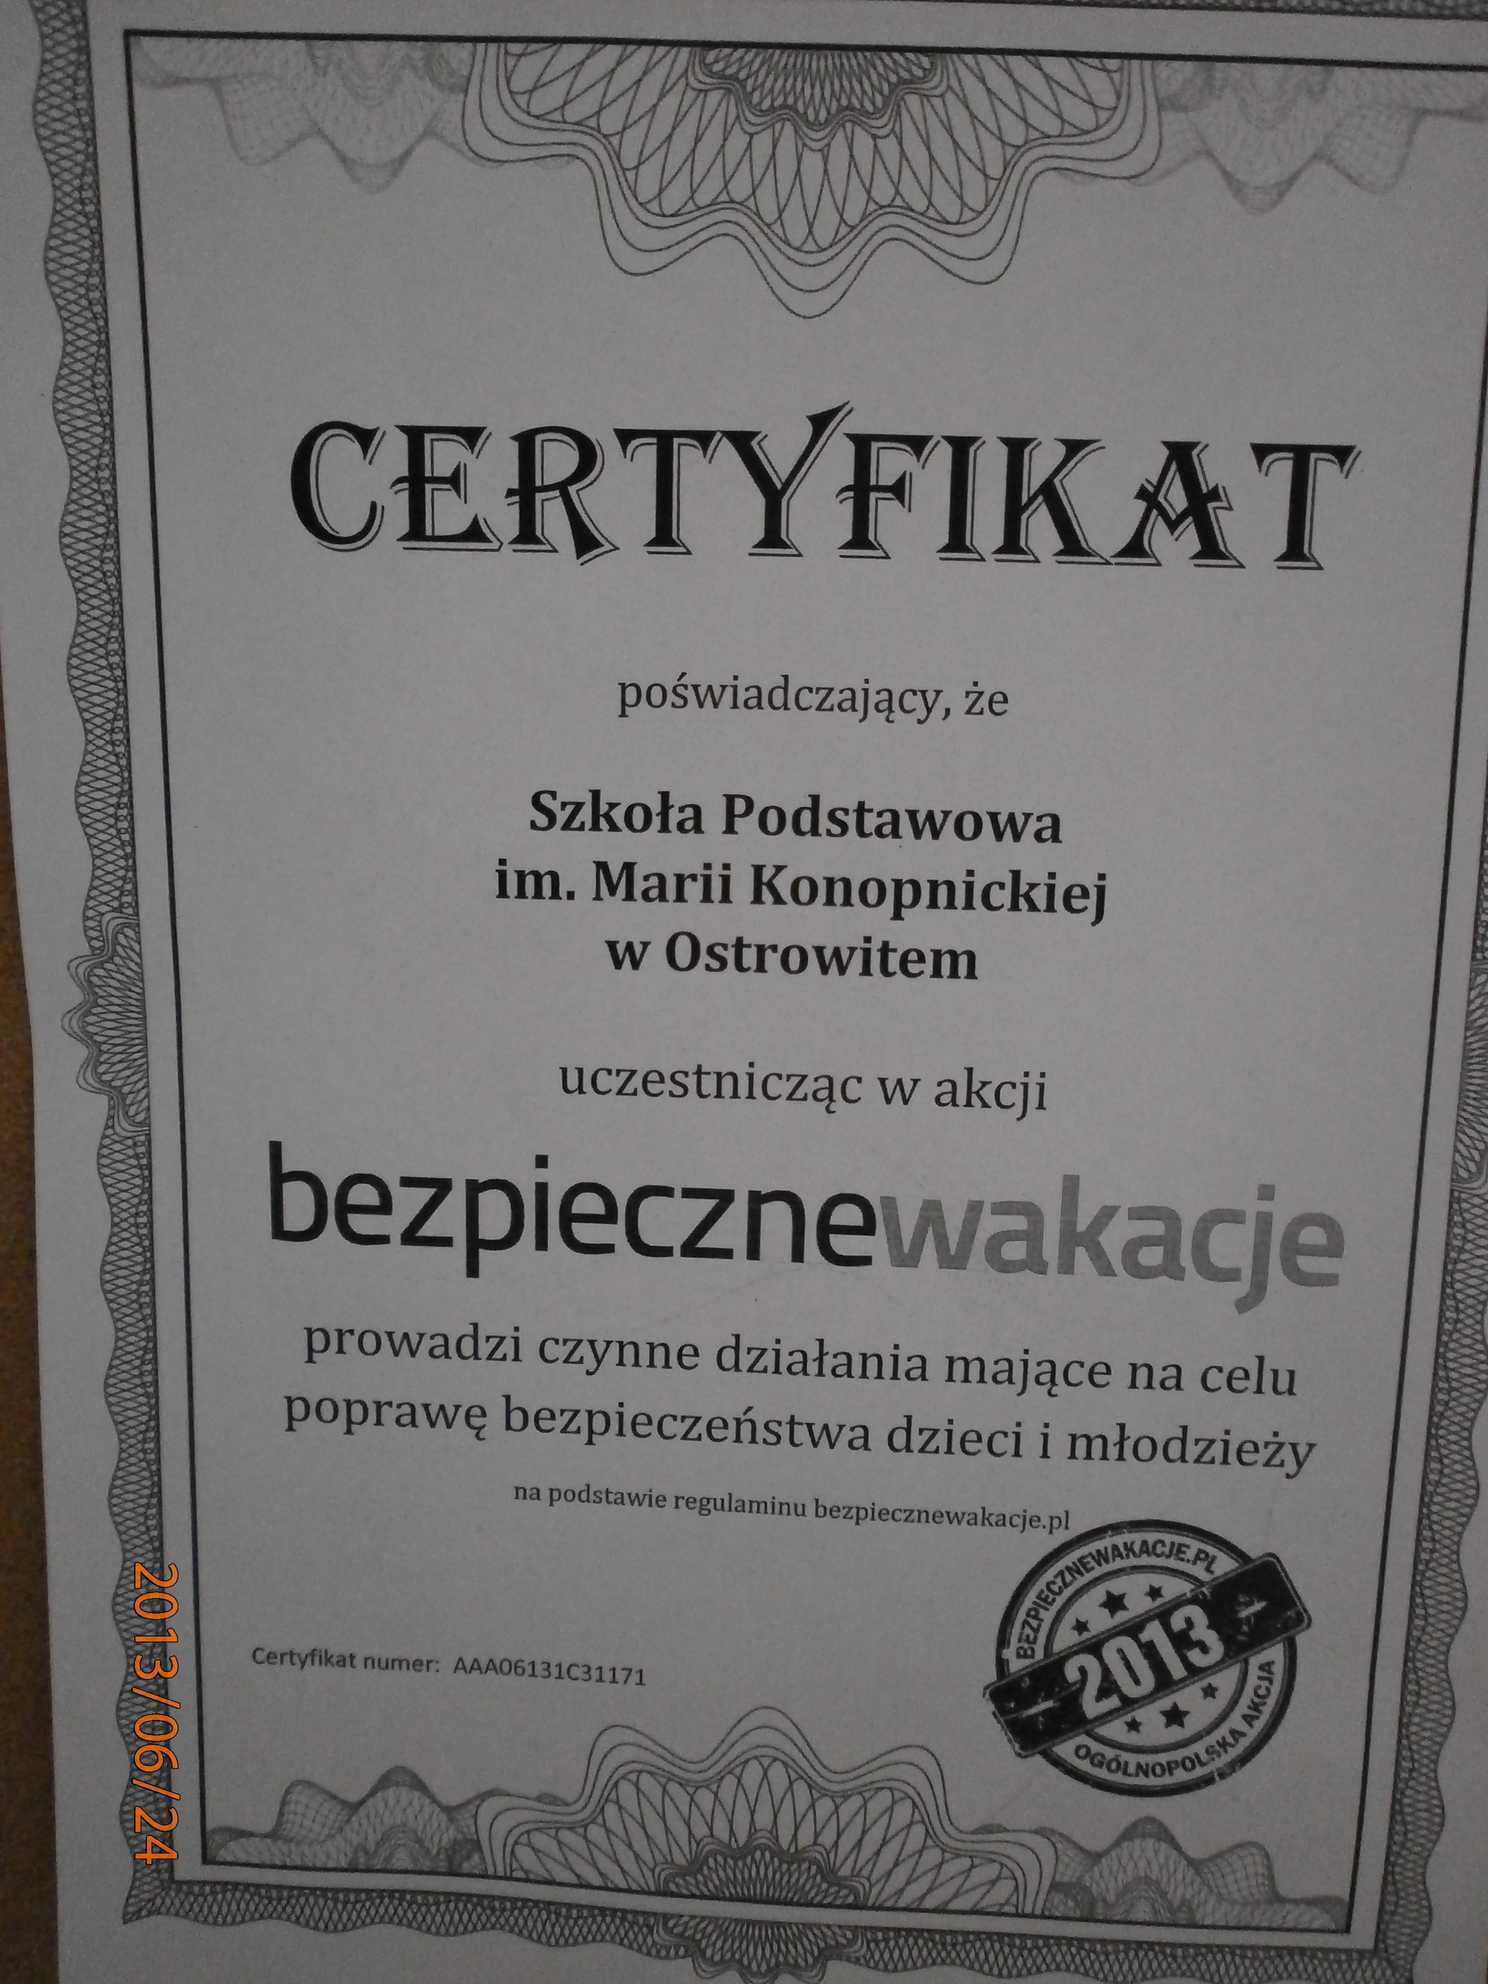 CERTYFIKAT
poświadczający, że
Szkoła Podstawowa
im. Marii Konopnickiej
w Ostrowitem
uczestnicząc w akcji
bezpiecznewakacje
prowadzi czynne działania mające na celu
poprawę bezpieczeństwa dzieci i młodzieży
na podstawie regulaminu bezpiecznewakacje.pl
BEZPIECZNEWAKACJE.PL
2013
OGÓLNOPOLSKA AKCJA
Certyfikat numer: AAA06131C31171
2013/06/24